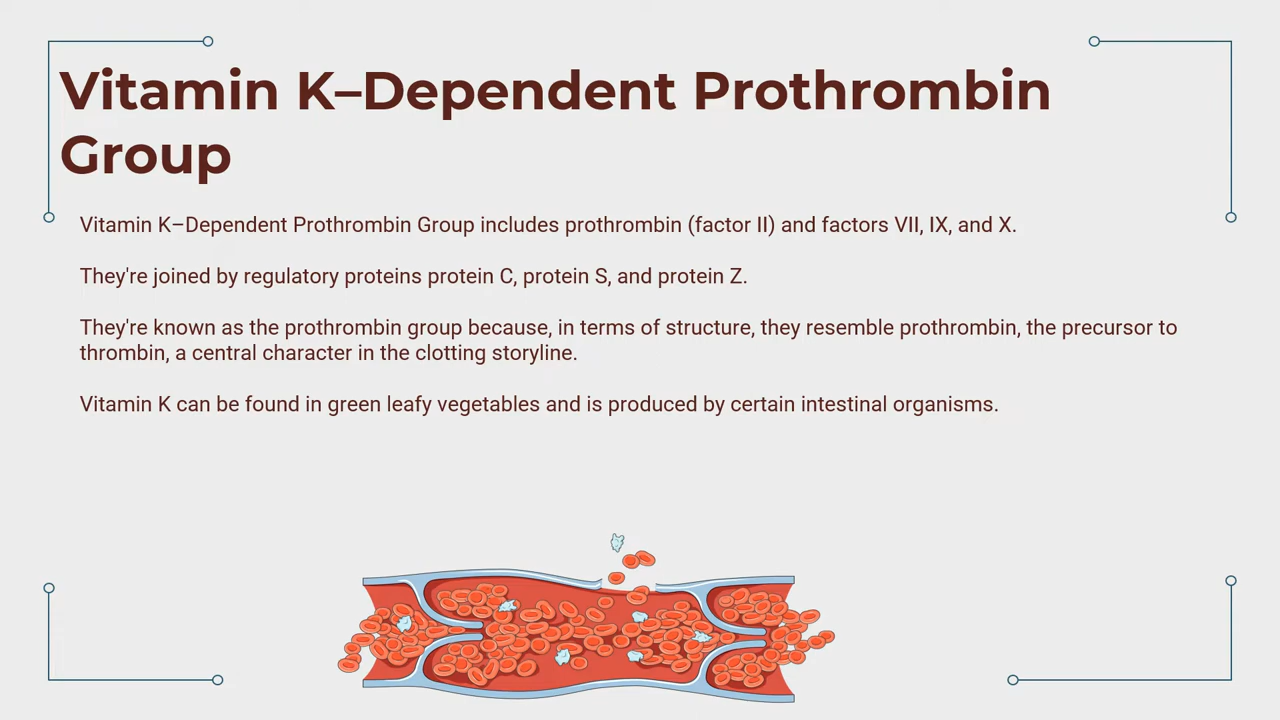 Vitamin K–Dependent Prothrombin
Group
Vitamin K–Dependent Prothrombin Group includes prothrombin (factor II) and factors VII, IX, and X.
They're joined by regulatory proteins protein C, protein S, and protein Z.
They're known as the prothrombin group because, in terms of structure, they resemble prothrombin, the precursor to
thrombin, a central character in the clotting storyline.
Vitamin K can be found in green leafy vegetables and is produced by certain intestinal organisms.